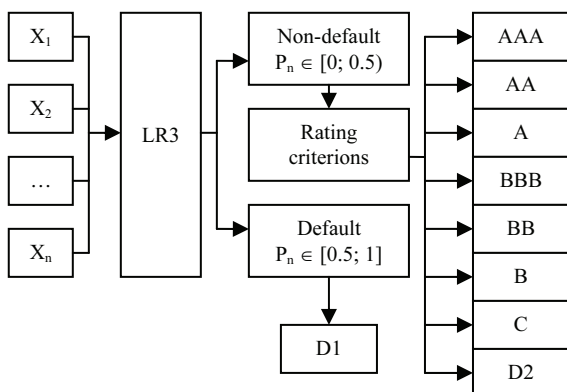 X₁
X₂
…
Xₙ
LR3
Non-default
Pₙ ∈ [0; 0.5)
Rating
criterions
Default
Pₙ ∈ [0.5; 1]
D1
AAA
AA
A
BBB
BB
B
C
D2